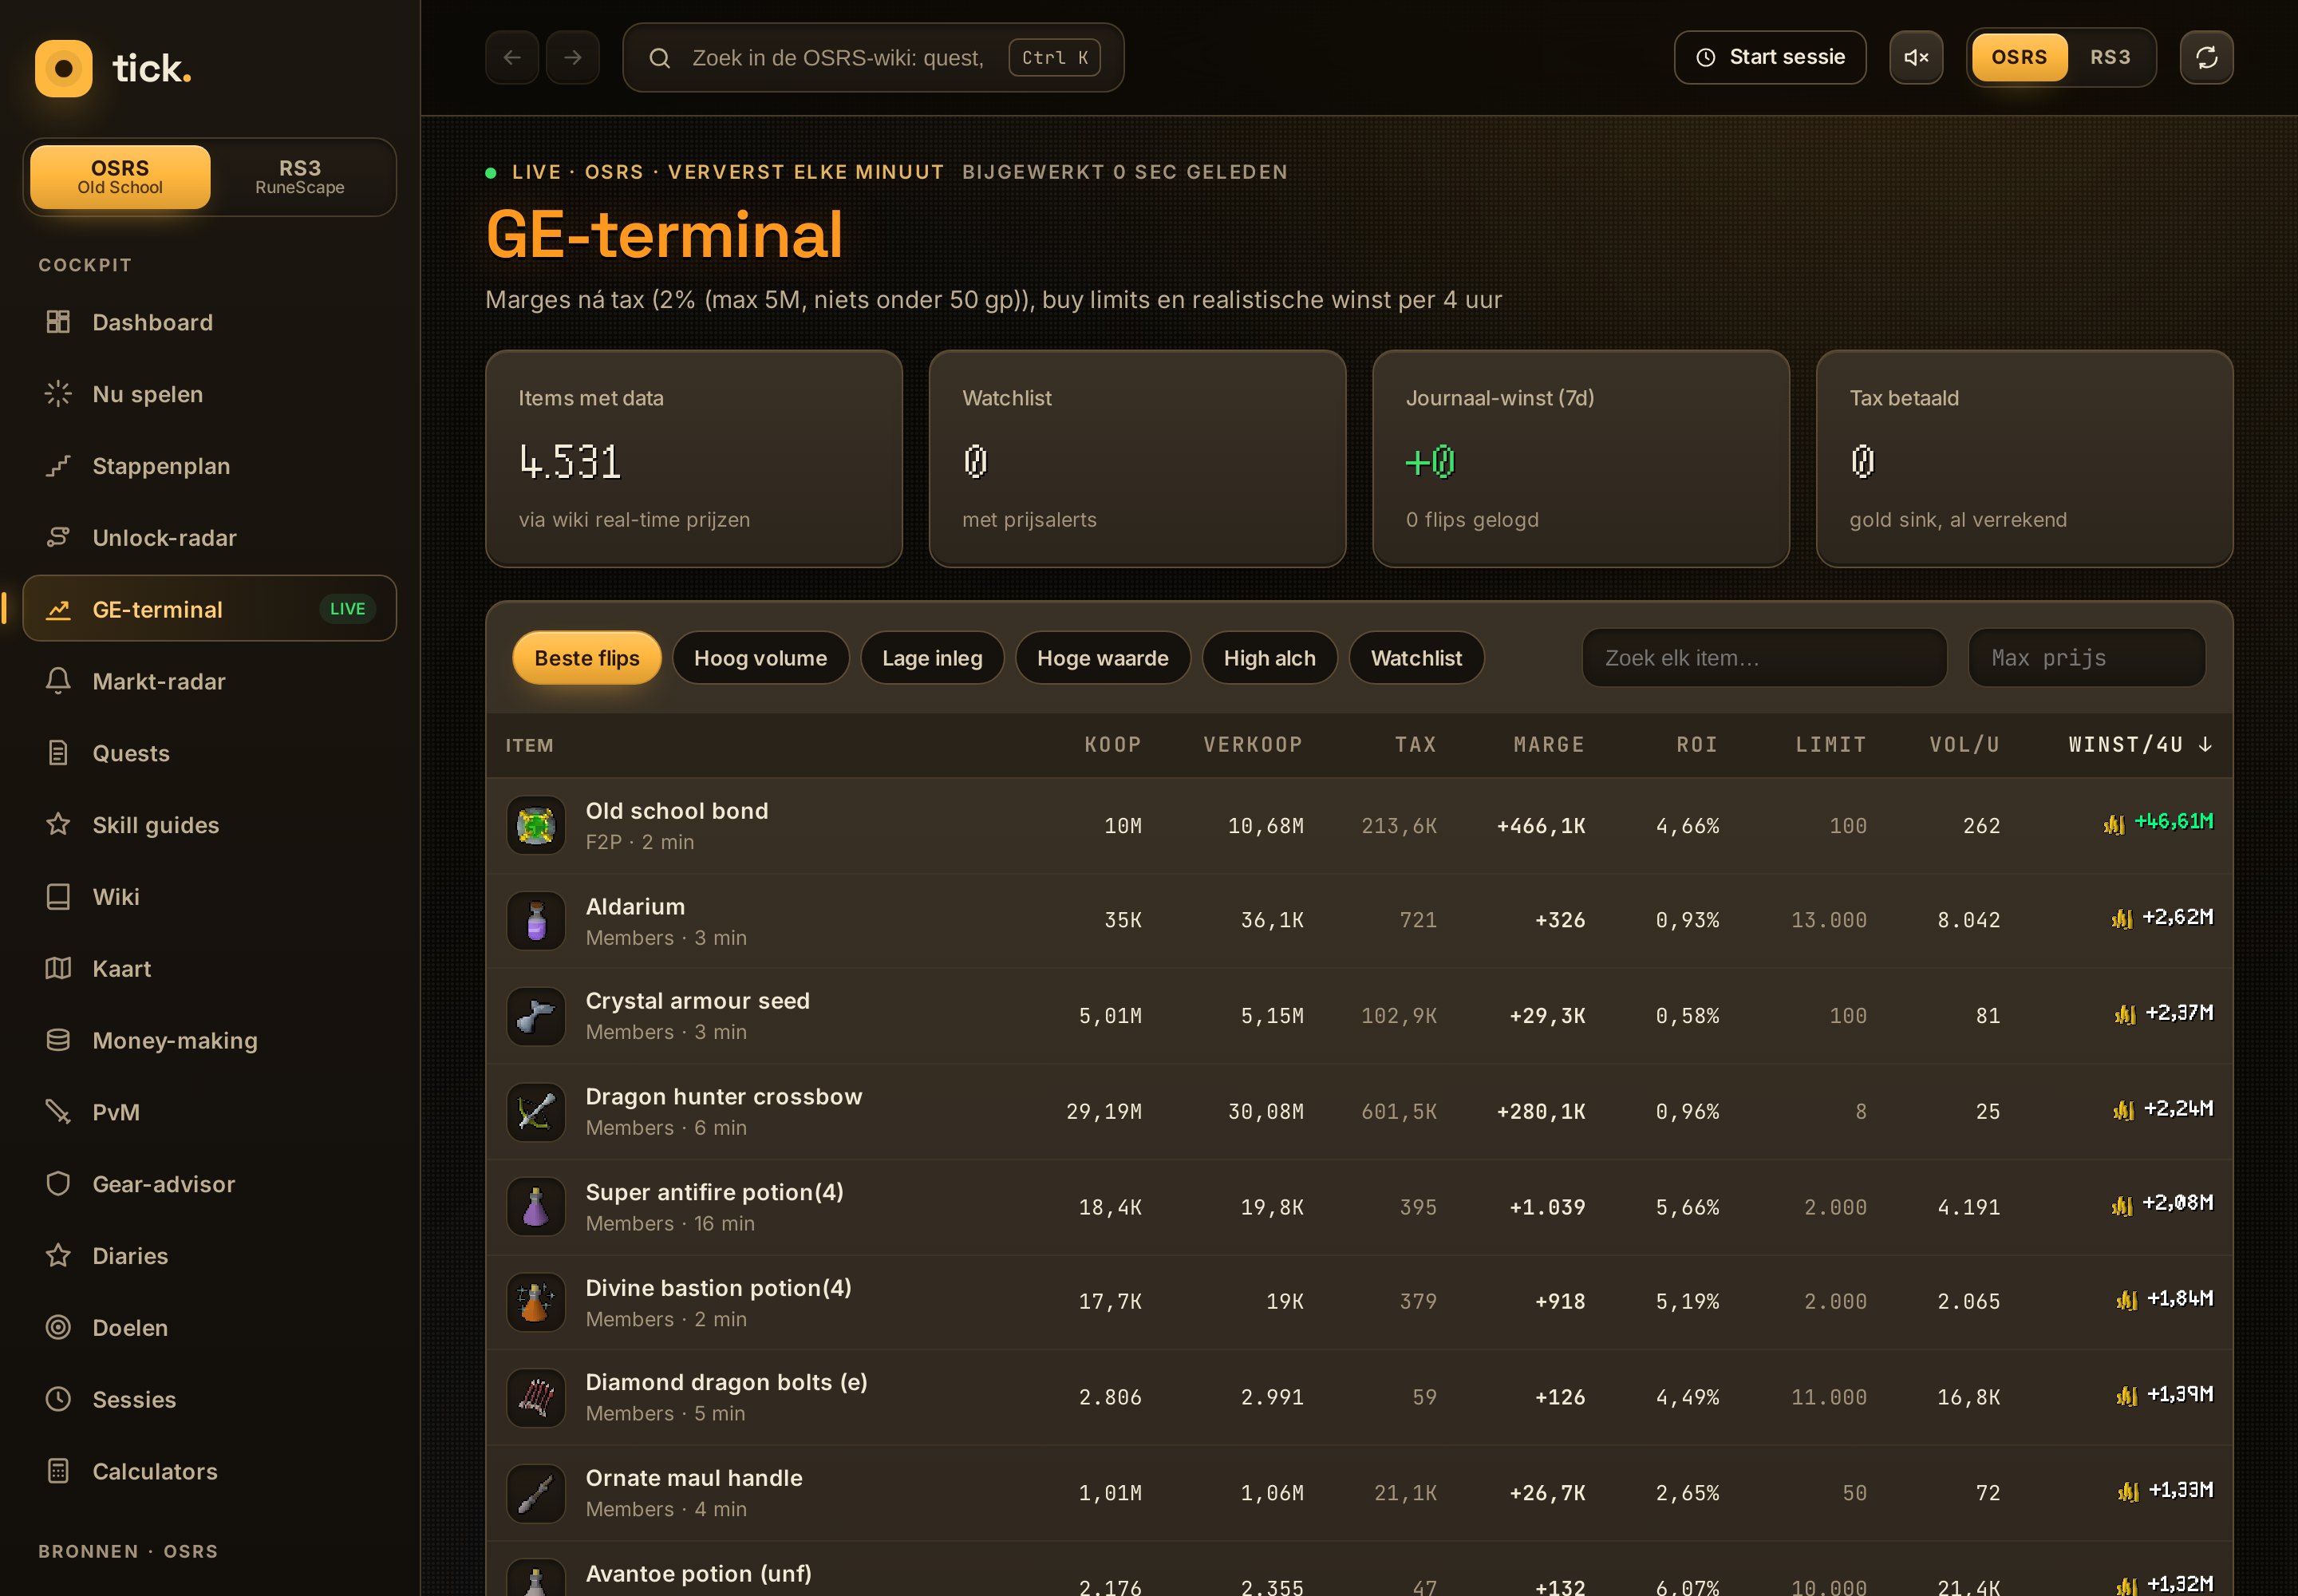 tick.
OSRS
Old School
RS3
RuneScape
COCKPIT
Dashboard
Nu spelen
Stappenplan
Unlock-radar
GE-terminal LIVE
Markt-radar
Quests
Skill guides
Wiki
Kaart
Money-making
PvM
Gear-advisor
Diaries
Doelen
Sessies
Calculators
BRONNEN · OSRS
Zoek in de OSRS-wiki: quest, Ctrl K
Start sessie
OSRS RS3
LIVE · OSRS · VERVERST ELKE MINUUT BIJGEWERKT 0 SEC GELEDEN
GE-terminal
Marges ná tax (2% (max 5M, niets onder 50 gp)), buy limits en realistische winst per 4 uur
Items met data
4.531
via wiki real-time prijzen
Watchlist
0
met prijsalerts
Journaal-winst (7d)
+0
0 flips gelogd
Tax betaald
0
gold sink, al verrekend
Beste flips Hoog volume Lage inleg Hoge waarde High alch Watchlist Zoek elk item… Max prijs
ITEM KOOP VERKOOP TAX MARGE ROI LIMIT VOL/U WINST/4U ↓
Old school bond
F2P · 2 min
10M 10,68M 213,6K +466,1K 4,66% 100 262 +46,61M
Aldarium
Members · 3 min
35K 36,1K 721 +326 0,93% 13.000 8.042 +2,62M
Crystal armour seed
Members · 3 min
5,01M 5,15M 102,9K +29,3K 0,58% 100 81 +2,37M
Dragon hunter crossbow
Members · 6 min
29,19M 30,08M 601,5K +280,1K 0,96% 8 25 +2,24M
Super antifire potion(4)
Members · 16 min
18,4K 19,8K 395 +1.039 5,66% 2.000 4.191 +2,08M
Divine bastion potion(4)
Members · 2 min
17,7K 19K 379 +918 5,19% 2.000 2.065 +1,84M
Diamond dragon bolts (e)
Members · 5 min
2.806 2.991 59 +126 4,49% 11.000 16,8K +1,39M
Ornate maul handle
Members · 4 min
1,01M 1,06M 21,1K +26,7K 2,65% 50 72 +1,33M
Avantoe potion (unf)
2.176 2.355 47 +132 6,07% 10.000 21,4K +1,32M